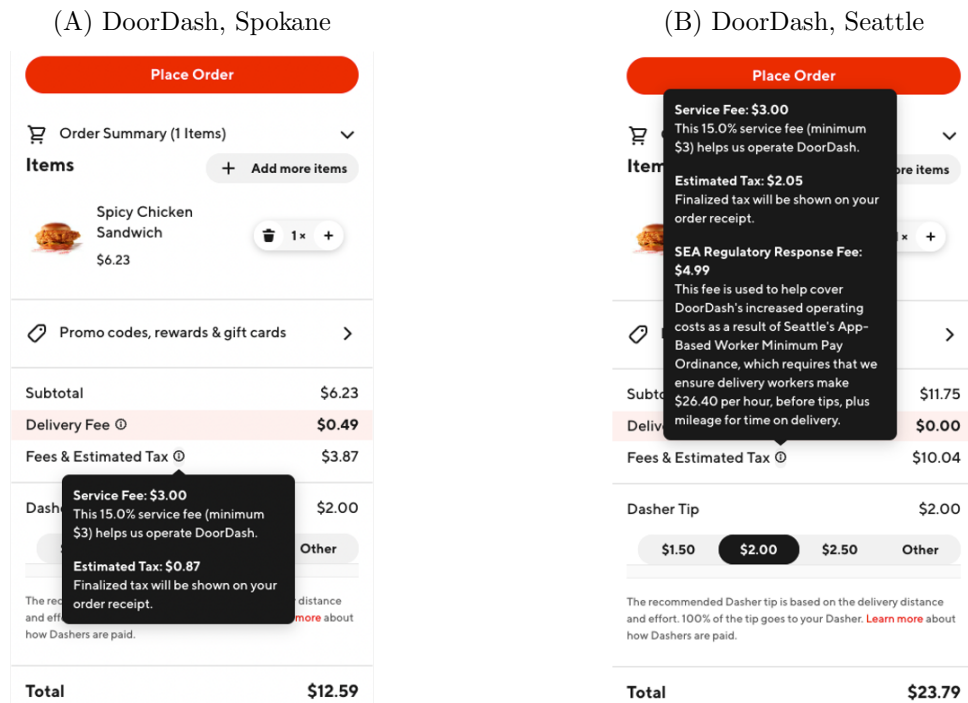 (A) DoorDash, Spokane
Place Order
Order Summary (1 Items)
Items
+ Add more items
Spicy Chicken
Sandwich
1×
+
$6.23
Promo codes, rewards & gift cards
Subtotal $6.23
Delivery Fee $0.49
Fees & Estimated Tax $3.87
Service Fee: $3.00
This 15.0% service fee (minimum
$3) helps us operate DoorDash.
Estimated Tax: $0.87
Finalized tax will be shown on your
order receipt.
$2.00
Other
distance
more about
how Dashers are paid.
Total $12.59
(B) DoorDash, Seattle
Place Order
Service Fee: $3.00
This 15.0% service fee (minimum
$3) helps us operate DoorDash.
Estimated Tax: $2.05
Finalized tax will be shown on your
order receipt.
SEA Regulatory Response Fee:
$4.99
This fee is used to help cover
DoorDash's increased operating
costs as a result of Seattle's App-
Based Worker Minimum Pay
Ordinance, which requires that we
ensure delivery workers make
$26.40 per hour, before tips, plus
mileage for time on delivery.
items
+
$11.75
$0.00
Fees & Estimated Tax $10.04
Dasher Tip $2.00
$1.50 $2.00 $2.50 Other
The recommended Dasher tip is based on the delivery distance
and effort. 100% of the tip goes to your Dasher. Learn more about
how Dashers are paid.
Total $23.79